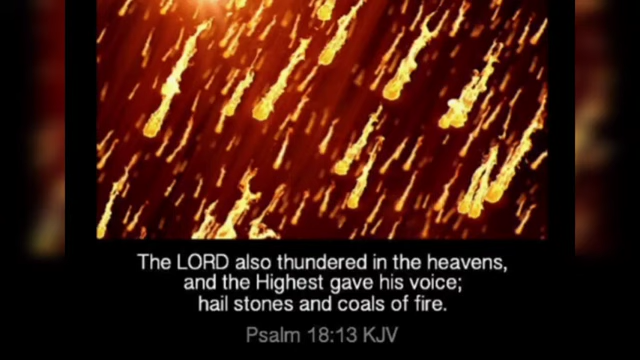 The LORD also thundered in the heavens,
and the Highest gave his voice;
hail stones and coals of fire.
Psalm 18:13 KJV